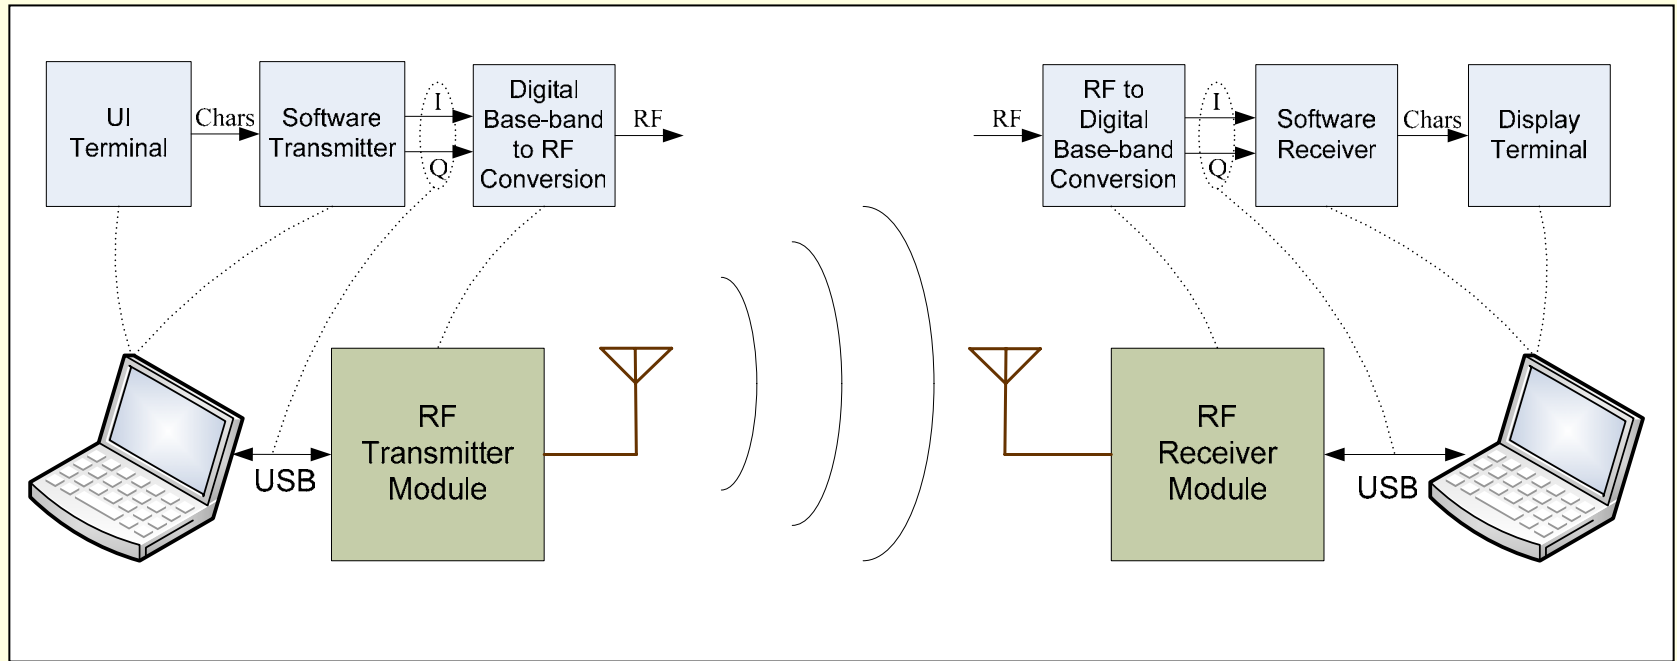 UI
Terminal
Chars
Software
Transmitter
I
Q
Digital
Base-band
to RF
Conversion
RF
RF
RF to
Digital
Base-band
Conversion
I
Q
Software
Receiver
Chars
Display
Terminal
USB
RF
Transmitter
Module
RF
Receiver
Module
USB